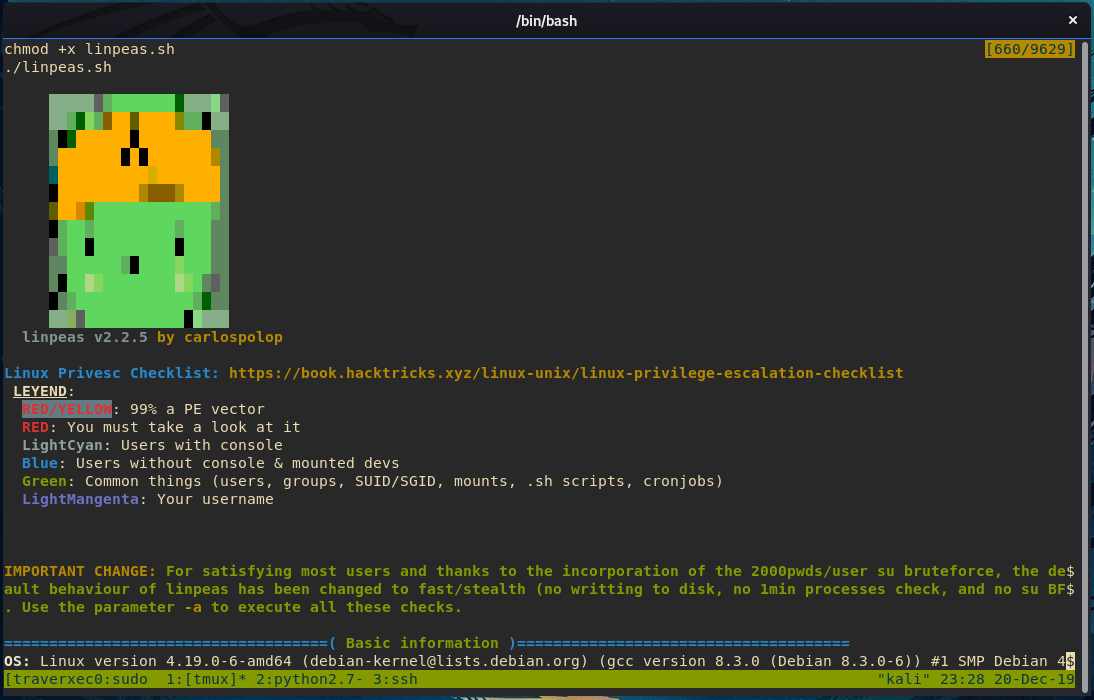 /bin/bash
×
chmod +x linpeas.sh
[660/9629]
./linpeas.sh
linpeas v2.2.5 by carlospolop
Linux Privesc Checklist: https://book.hacktricks.xyz/linux-unix/linux-privilege-escalation-checklist
LEYEND:
RED/YELLOW: 99% a PE vector
RED: You must take a look at it
LightCyan: Users with console
Blue: Users without console & mounted devs
Green: Common things (users, groups, SUID/SGID, mounts, .sh scripts, cronjobs)
LightMangenta: Your username
IMPORTANT CHANGE: For satisfying most users and thanks to the incorporation of the 2000pwds/user su bruteforce, the de$
ault behaviour of linpeas has been changed to fast/stealth (no writting to disk, no 1min processes check, and no su BF$
. Use the parameter -a to execute all these checks.
====================================( Basic information )=====================================
OS: Linux version 4.19.0-6-amd64 (debian-kernel@lists.debian.org) (gcc version 8.3.0 (Debian 8.3.0-6)) #1 SMP Debian 4$
[traverxec0:sudo  1:[tmux]* 2:python2.7- 3:ssh "kali" 23:28 20-Dec-19